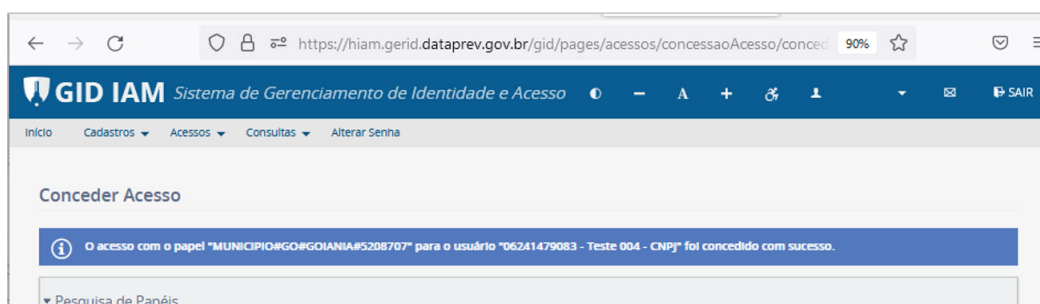 https://hiam.gerid.dataprev.gov.br/gid/pages/acessos/concessaoAcesso/conced 90%
GID IAM Sistema de Gerenciamento de Identidade e Acesso A SAIR
Início Cadastros Acessos Consultas Alterar Senha
Conceder Acesso
O acesso com o papel "MUNICIPIO#GO#GOIANIA#5208707" para o usuário "06241479083 - Teste 004 - CNPJ" foi concedido com sucesso.
Pesquisa de Papéis